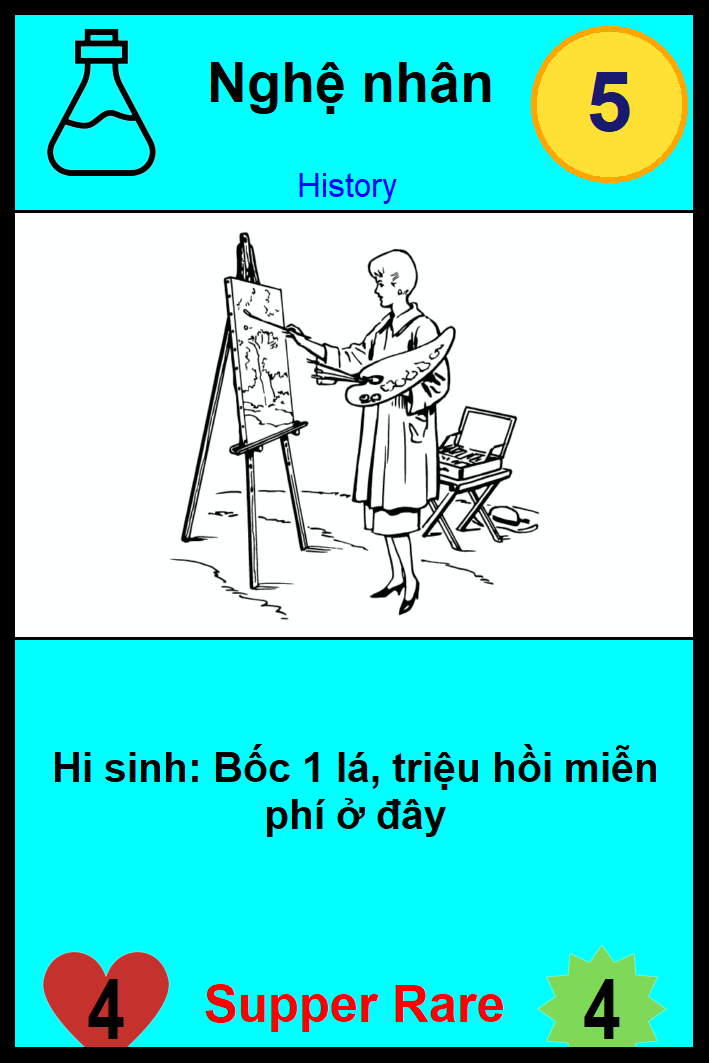 Nghệ nhân
5
History
Hi sinh: Bốc 1 lá, triệu hồi miễn
phí ở đây
4
Supper Rare
4